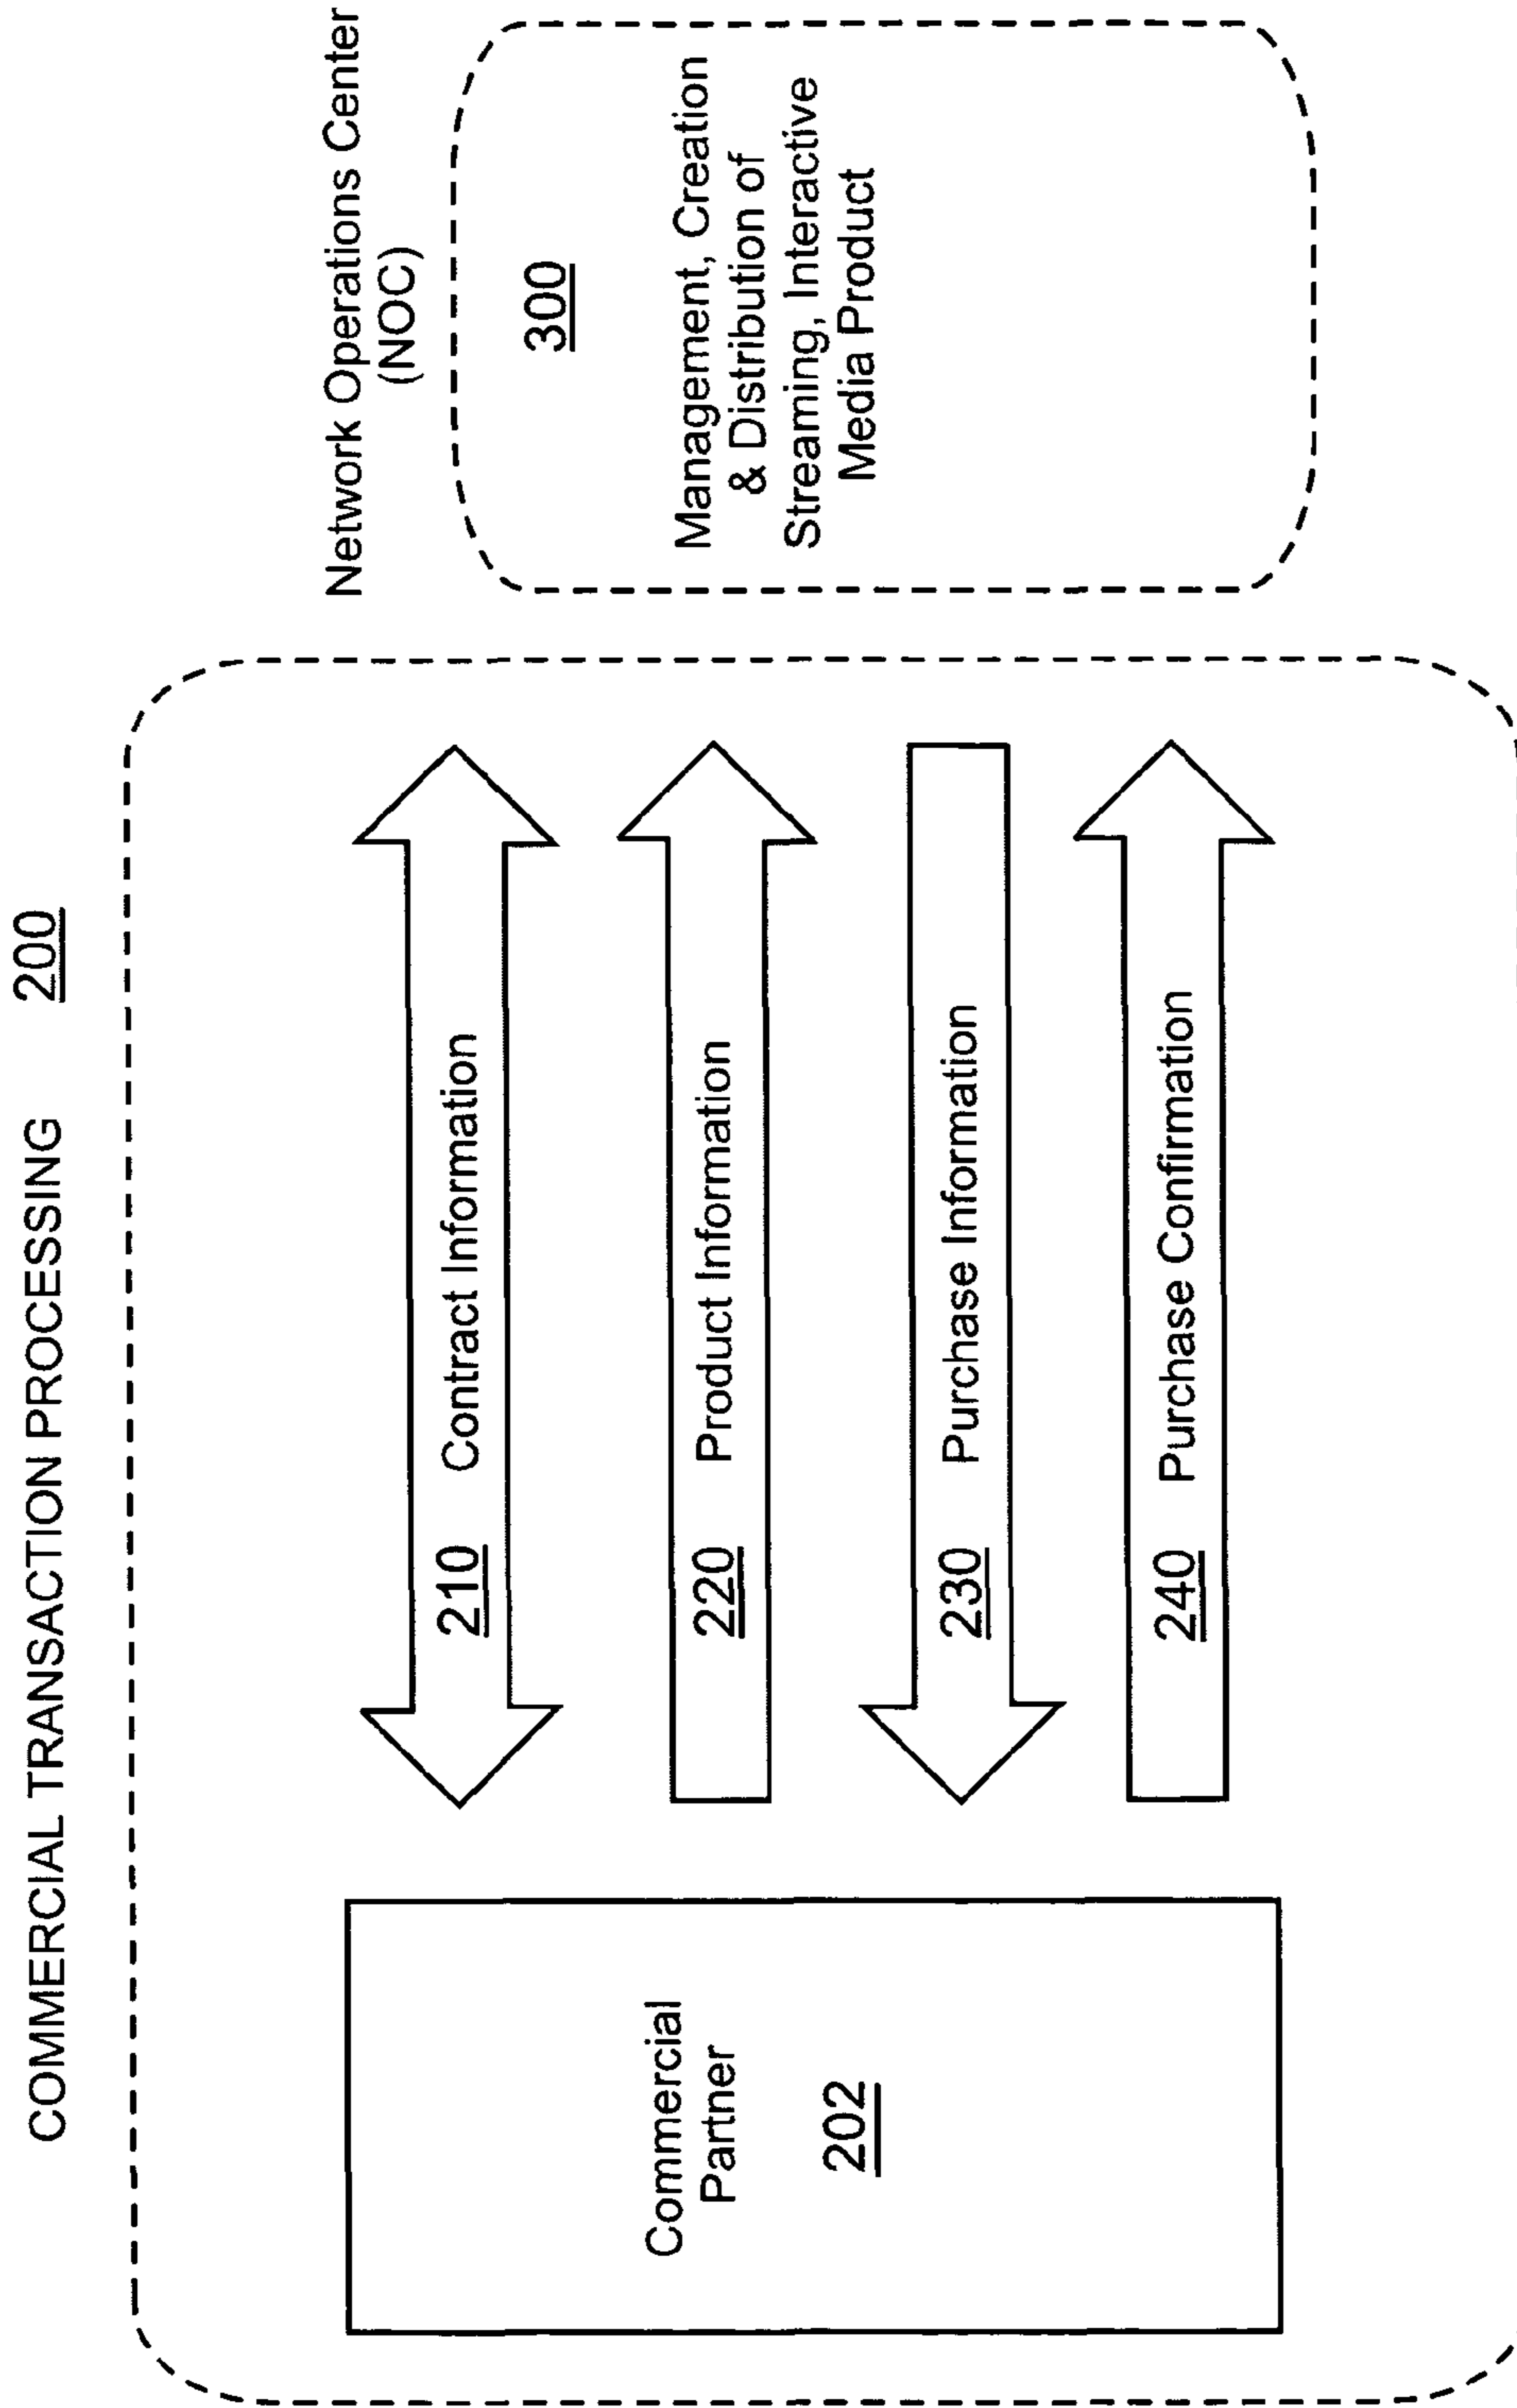 COMMERCIAL TRANSACTION PROCESSING 200
Network Operations Center
(NOC)
Commercial
Partner
202
210 Contract Information
220 Product Information
230 Purchase Information
240 Purchase Confirmation
300
Management, Creation
& Distribution of
Streaming, Interactive
Media Product